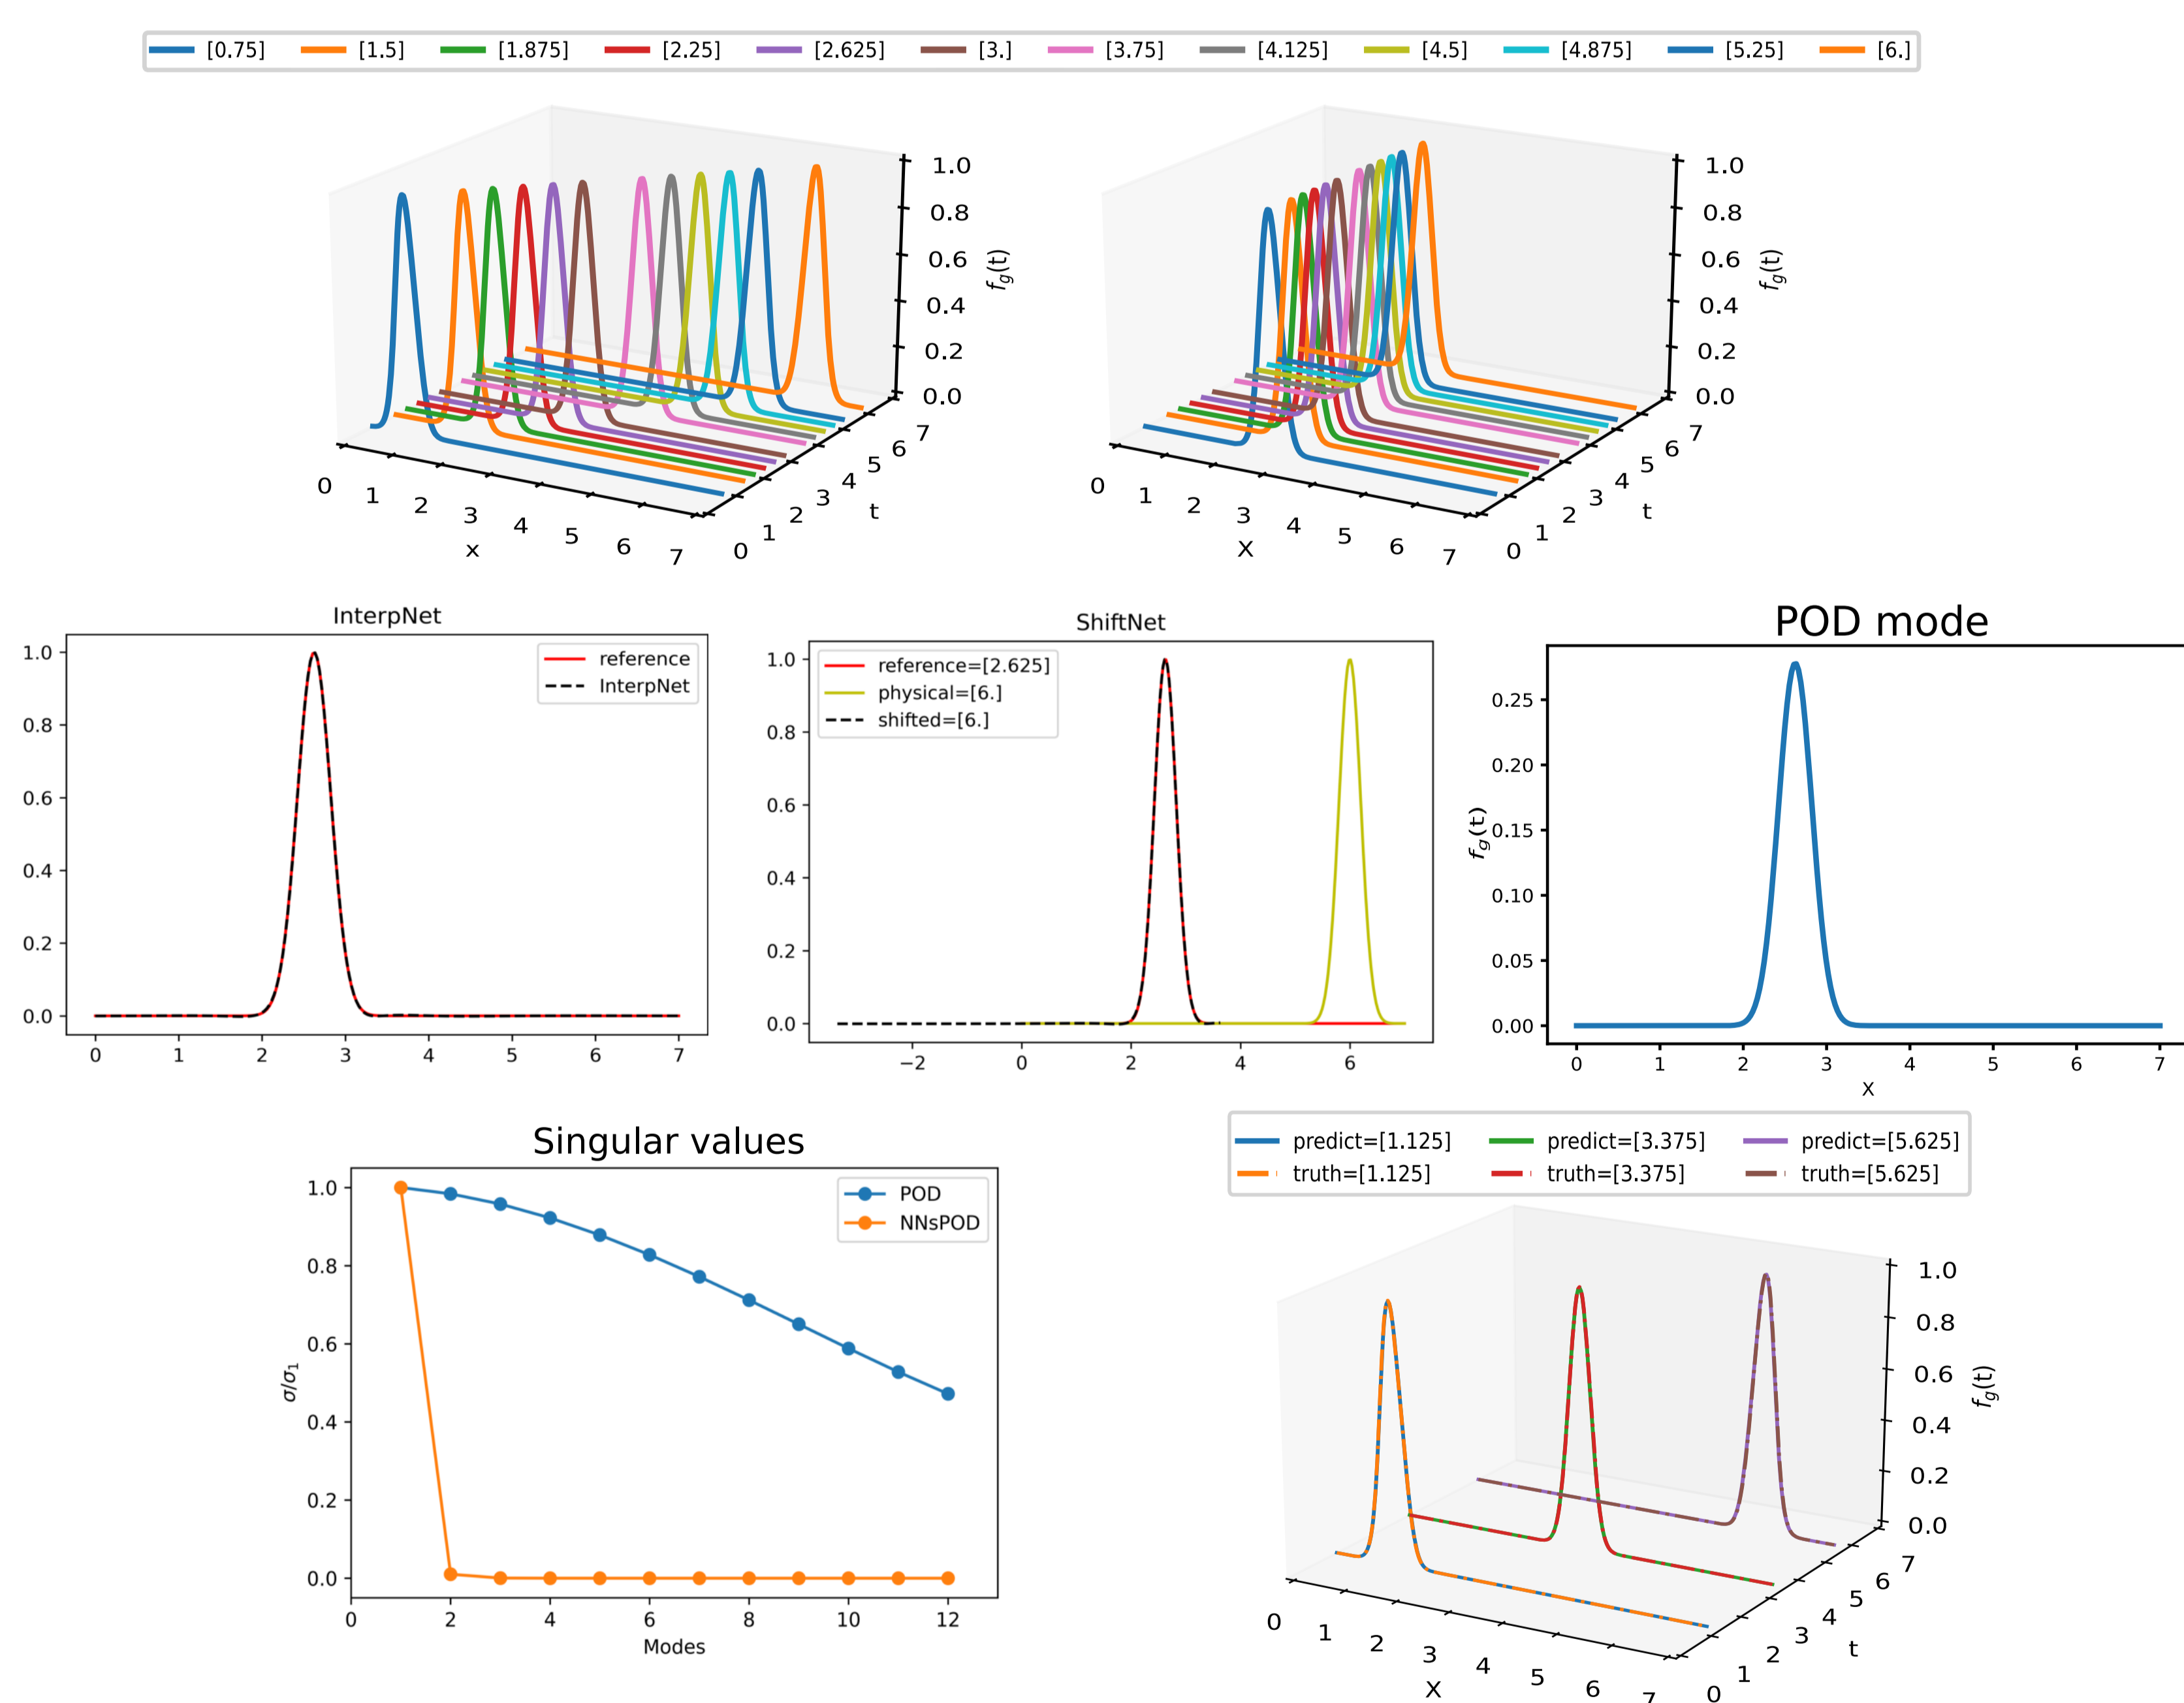 [0.75] [1.5] [1.875] [2.25] [2.625] [3.] [3.75] [4.125] [4.5] [4.875] [5.25] [6.]
1.0 0.8 0.6 0.4 0.2 0.0
f_g(t)
0 1 2 3 4 5 6 7
x
0 1 2 3 4 5 6 7
t
1.0 0.8 0.6 0.4 0.2 0.0
f_g(t)
0 1 2 3 4 5 6 7
X
0 1 2 3 4 5 6 7
t
InterpNet
reference
InterpNet
1.0
0.8
0.6
0.4
0.2
0.0
0 1 2 3 4 5 6 7
ShiftNet
reference=[2.625]
physical=[6.]
shifted=[6.]
1.0
0.8
0.6
0.4
0.2
0.0
−2 0 2 4 6
POD mode
0.25
0.20
0.15
0.10
0.05
0.00
f_g(t)
0 1 2 3 4 5 6 7
X
Singular values
POD
NNsPOD
1.0
0.8
0.6
0.4
0.2
0.0
σ/σ₁
0 2 4 6 8 10 12
Modes
predict=[1.125] predict=[3.375] predict=[5.625]
truth=[1.125] truth=[3.375] truth=[5.625]
1.0
0.8
0.6
0.4
0.2
0.0
f_g(t)
0 1 2 3 4 5 6 7
X
0 1 2 3 4 5 6 7
t